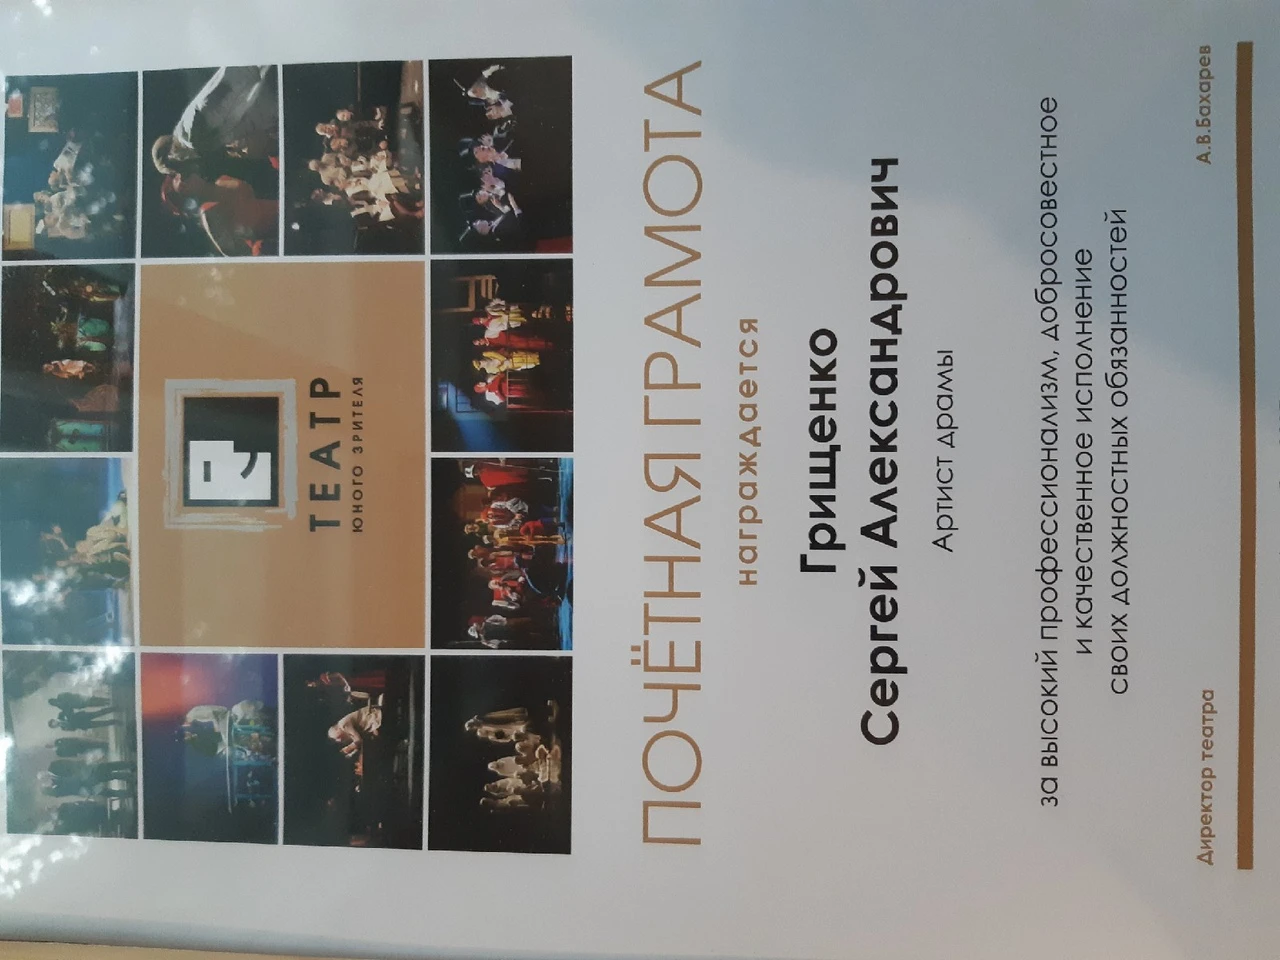 ТЕАТР
ЮНОГО ЗРИТЕЛЯ
ПОЧЁТНАЯ ГРАМОТА
награждается
Грищенко
Сергей Александрович
Артист драмы
за высокий профессионализм, добросовестное
и качественное исполнение
своих должностных обязанностей
Директор театра А.В.Бахарев